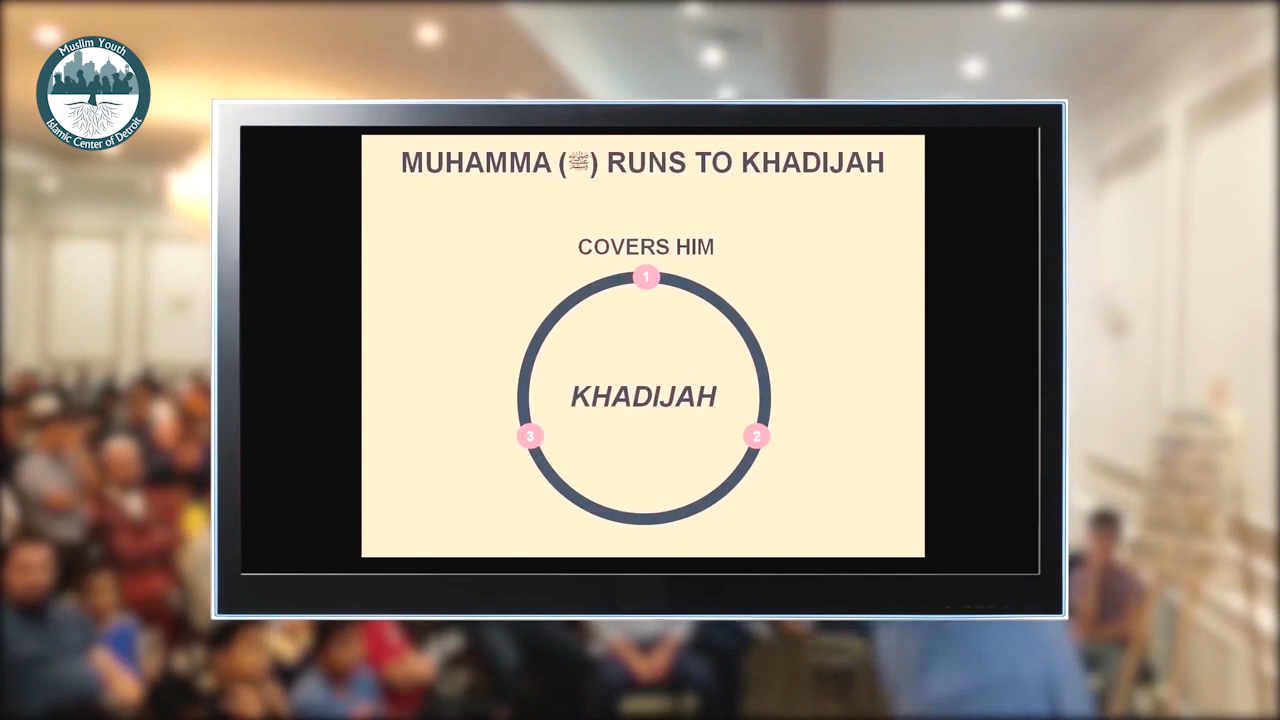 Muslim Youth
Islamic Center of Detroit
MUHAMMA (ﷺ) RUNS TO KHADIJAH
COVERS HIM
1
KHADIJAH
3
2